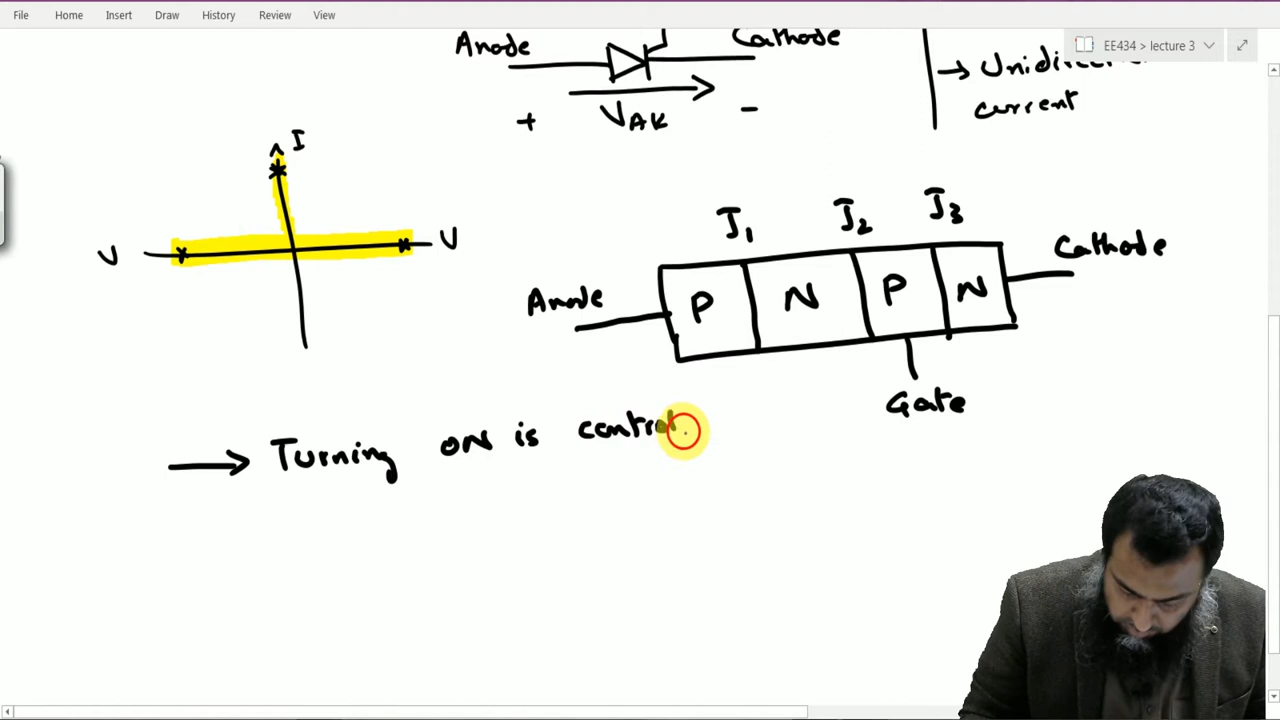 File Home Insert Draw History Review View
EE434 > lecture 3
Anode Cathode
VAK
+ -
→ 
current
I
V V
J1 J2 J3
Anode P N P N Cathode
Gate
→ Turning ON is control